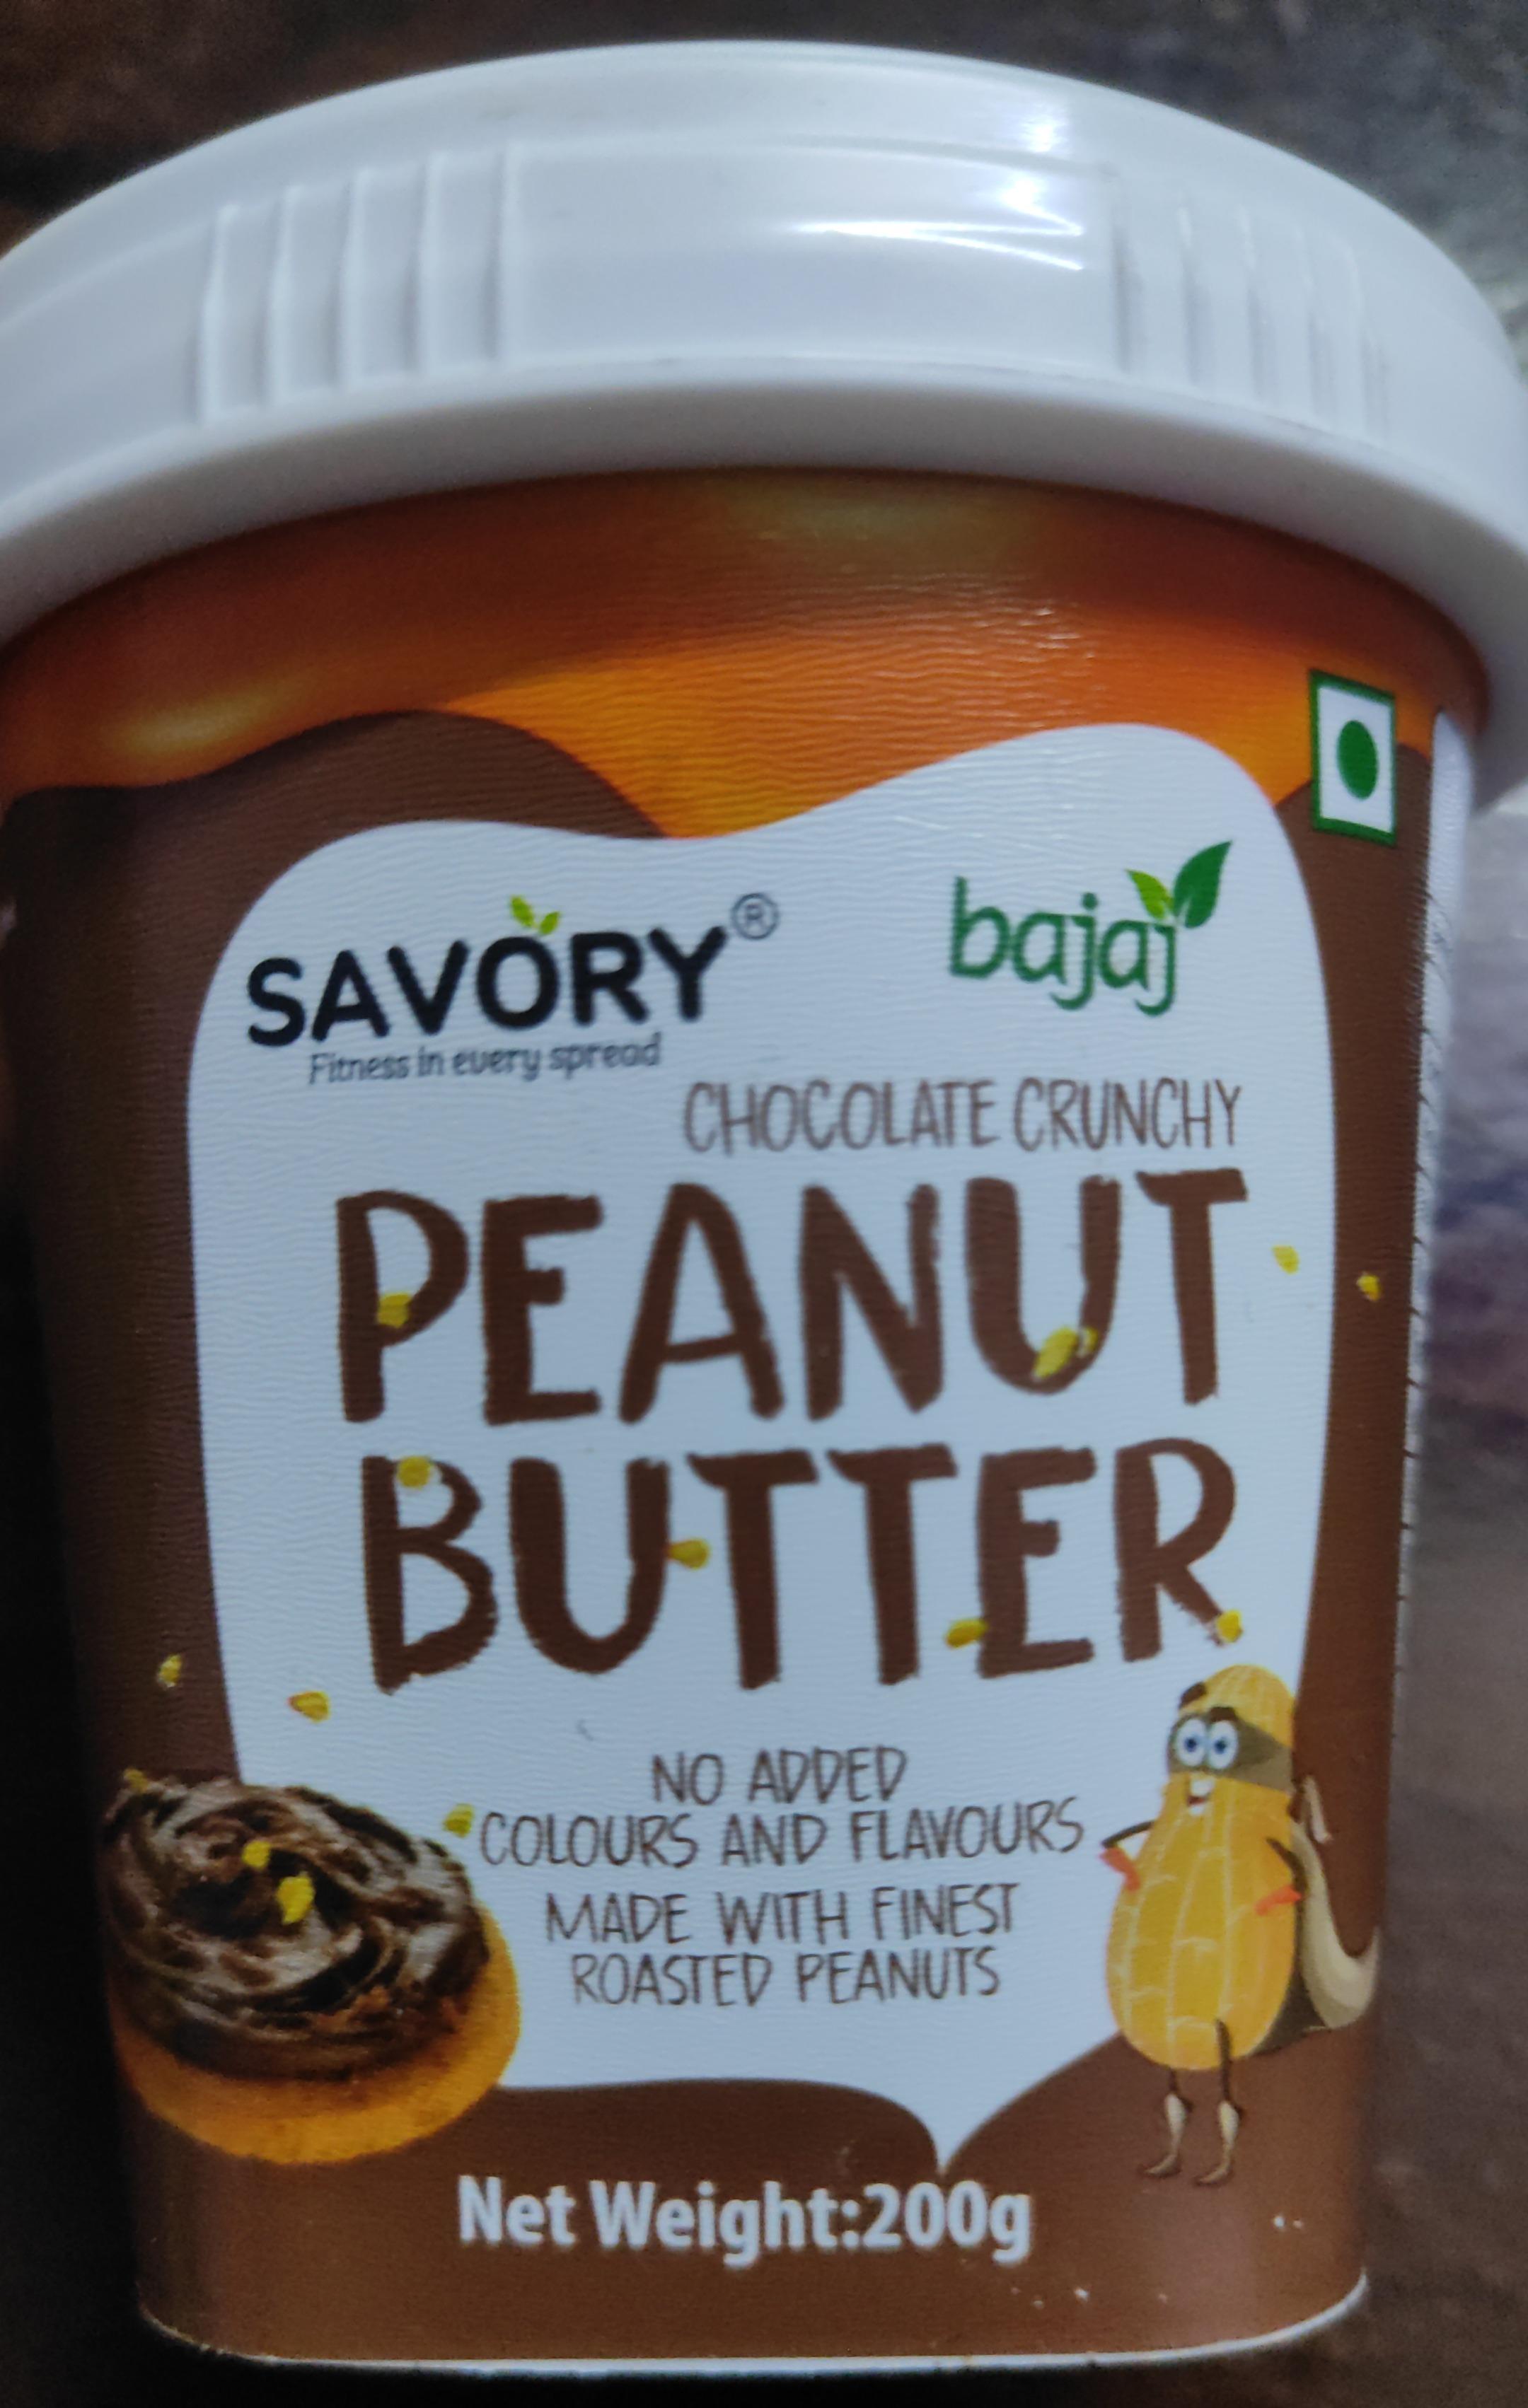 SAVORY®
Fitness in every spread
bajaj
CHOCOLATE CRUNCHY
PEANUT
BUTTER
NO ADDED
COLOURS AND FLAVOURS
MADE WITH FINEST
ROASTED PEANUTS
Net Weight:200g